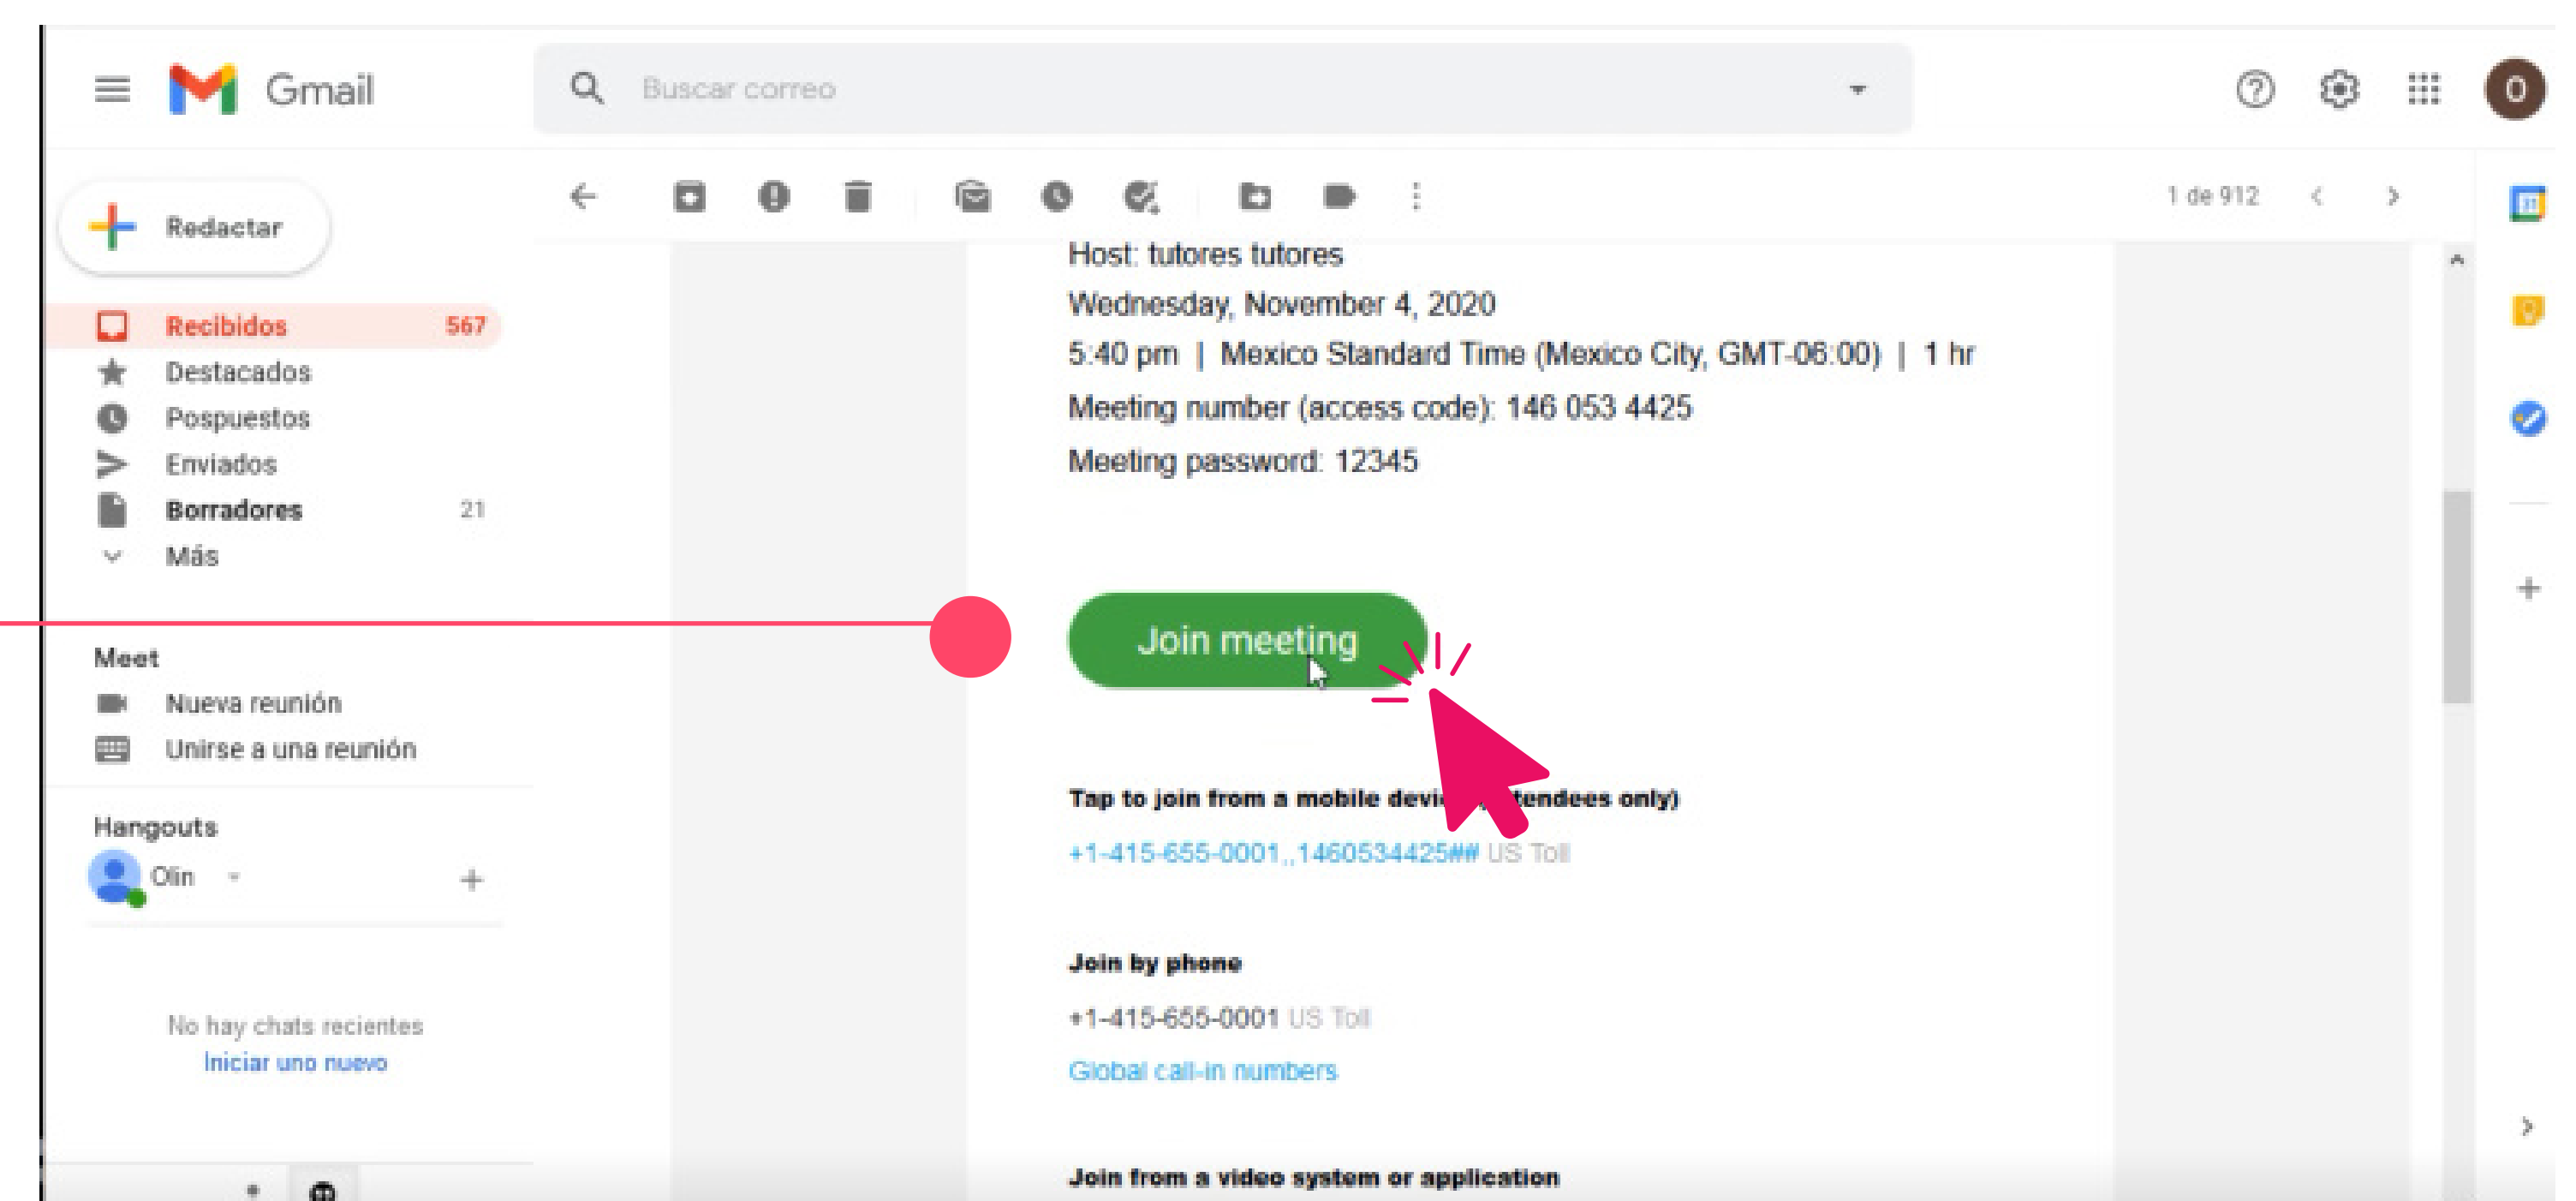 Gmail
Buscar correo
O
Redactar
1 de 912
31
Recibidos 567
Destacados
Pospuestos
Enviados
Borradores 21
Más
Meet
Nueva reunión
Unirse a una reunión
Hangouts
Olin
No hay chats recientes
Iniciar uno nuevo
Host: tutores tutores
Wednesday, November 4, 2020
5:40 pm | Mexico Standard Time (Mexico City, GMT-06:00) | 1 hr
Meeting number (access code): 146 053 4425
Meeting password: 12345
Join meeting
Tap to join from a mobile only)
+1-415-655-0001,,1460534425## US Toll
Join by phone
+1-415-655-0001 US Toll
Global call-in numbers
Join from a video system or application